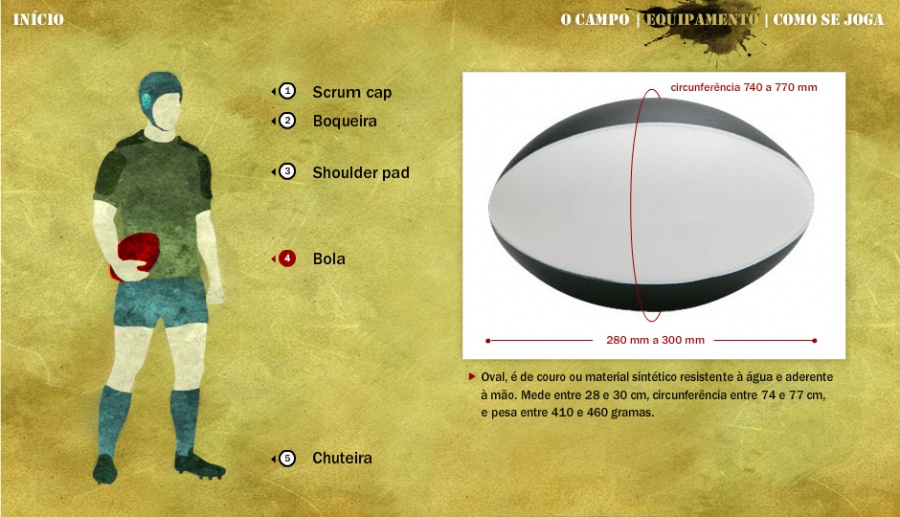 INÍCIO
O CAMPO | EQUIPAMENTO | COMO SE JOGA
1 Scrum cap
2 Boqueira
3 Shoulder pad
4 Bola
5 Chuteira
circunferência 740 a 770 mm
280 mm a 300 mm
Oval, é de couro ou material sintético resistente à água e aderente
à mão. Mede entre 28 e 30 cm, circunferência entre 74 e 77 cm,
e pesa entre 410 e 460 gramas.